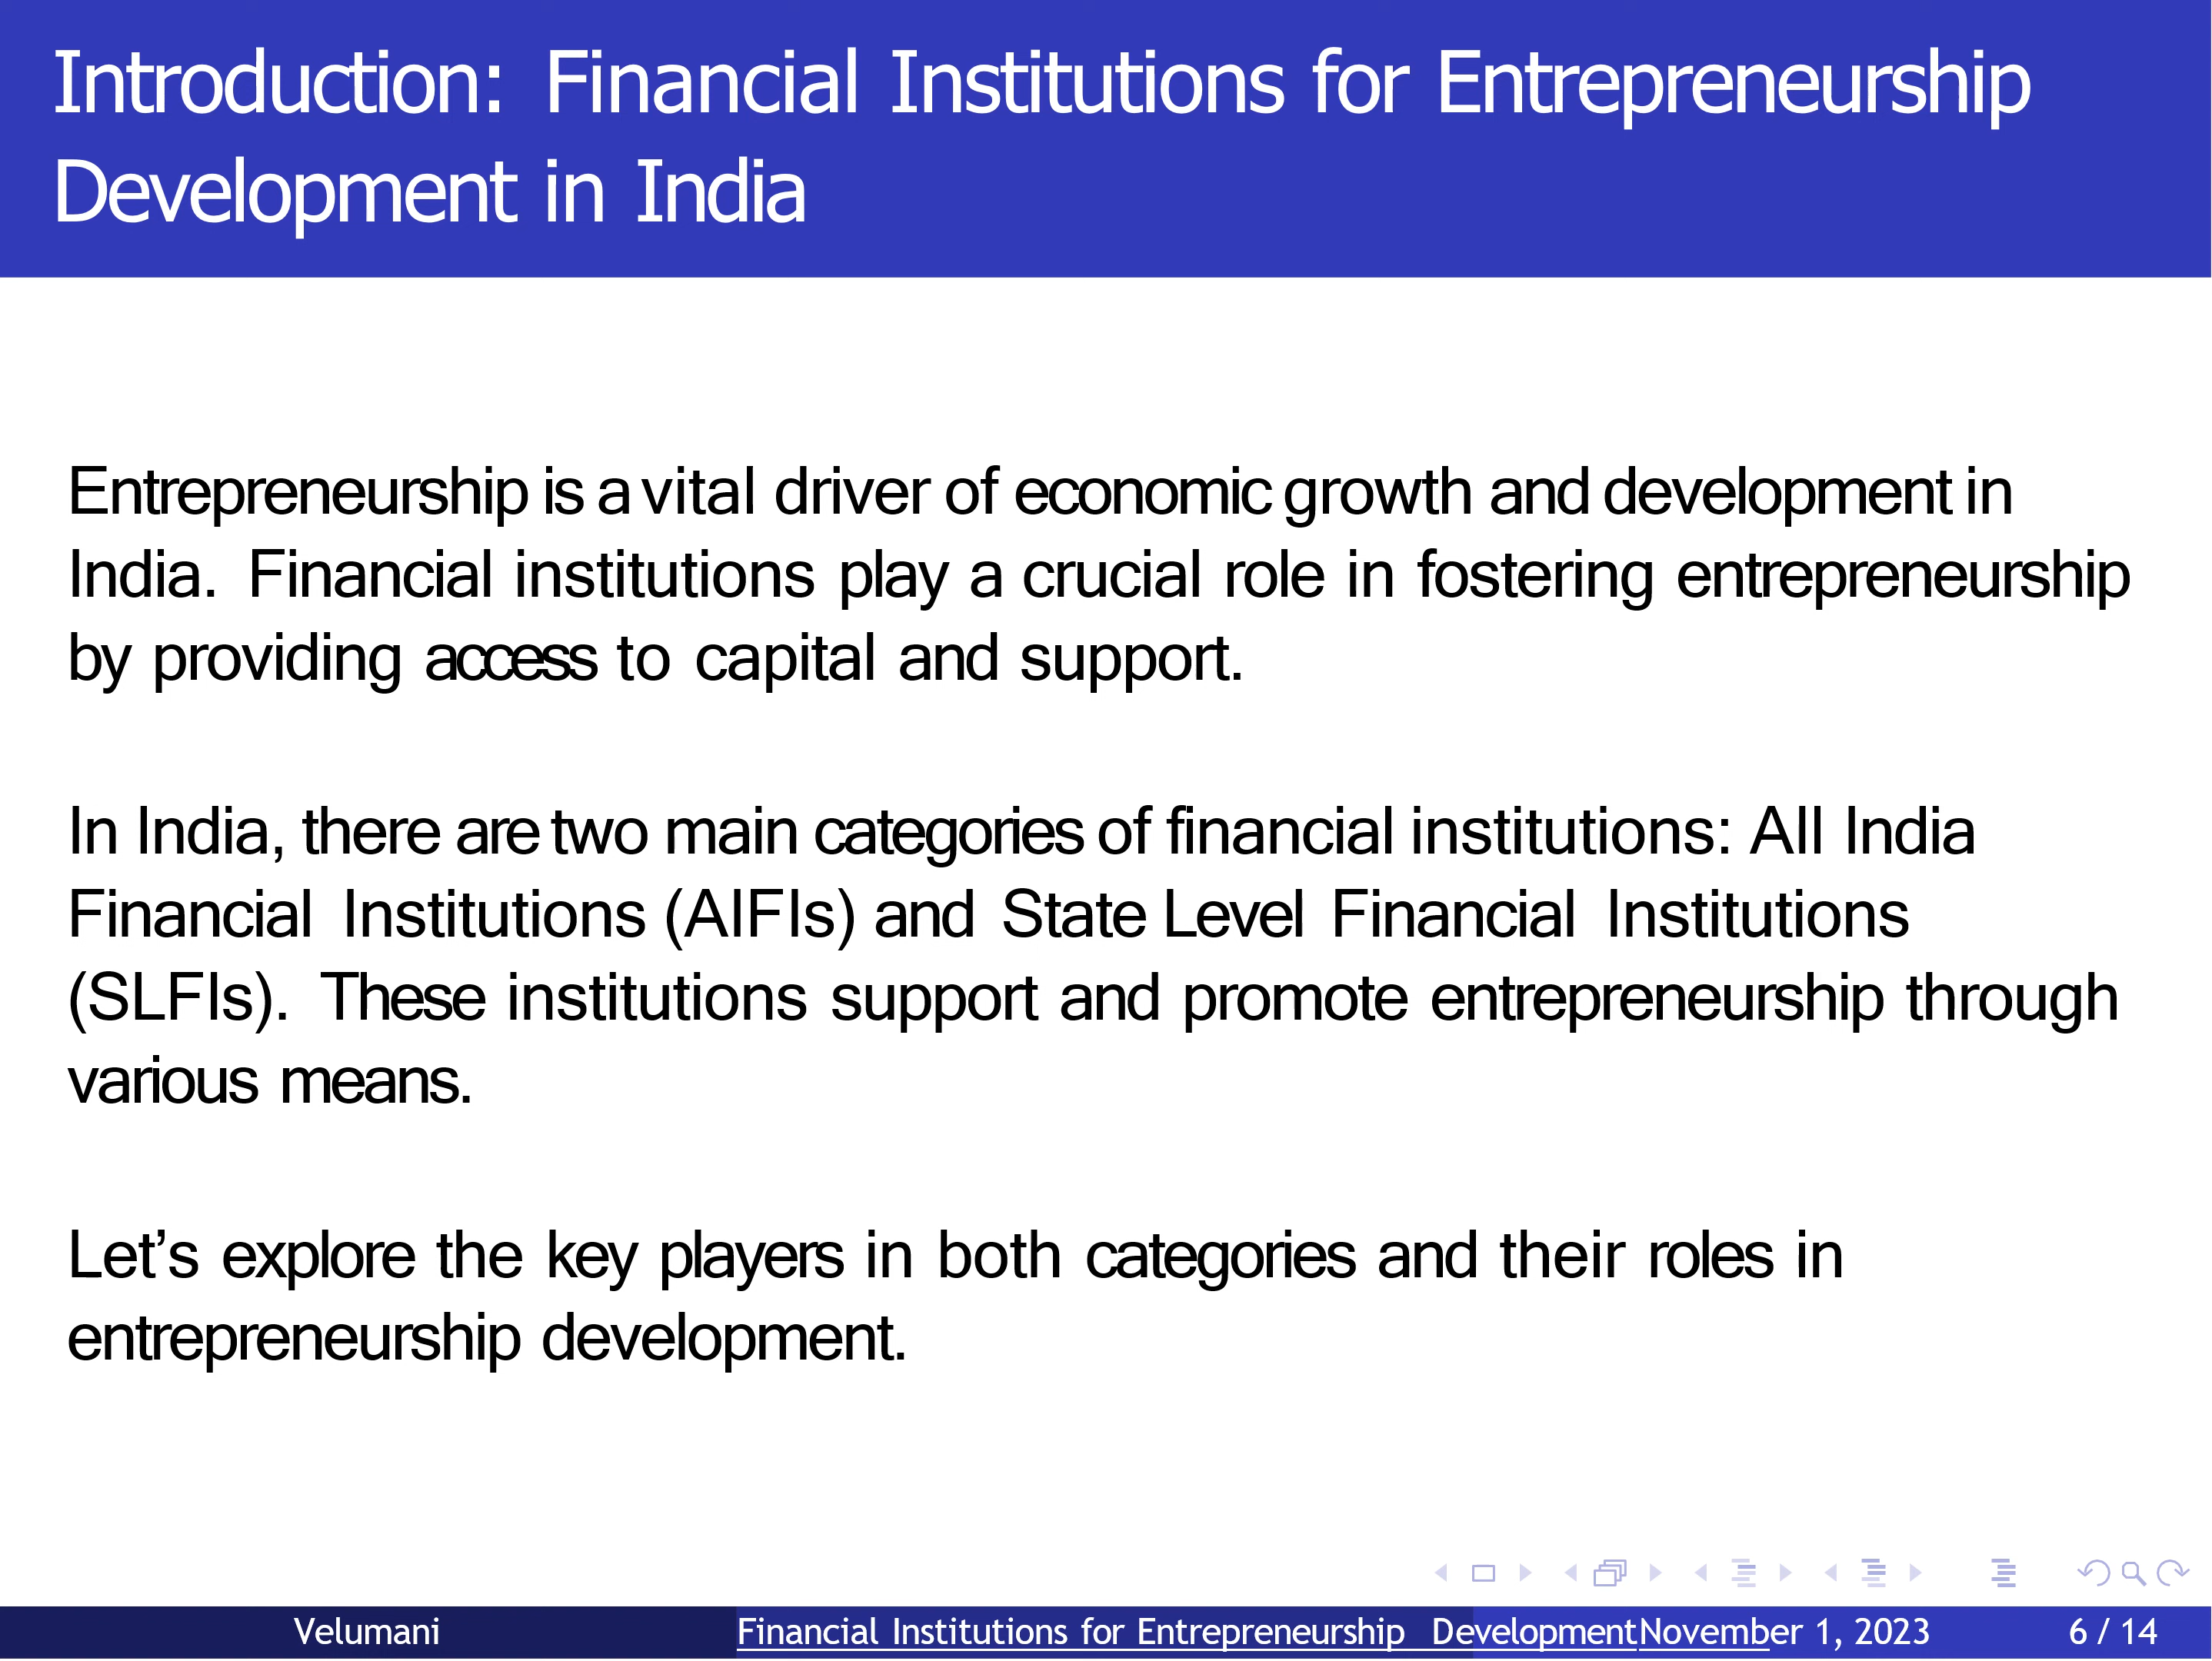 Introduction: Financial Institutions for Entrepreneurship
Development in India
Entrepreneurship is a vital driver of economic growth and development in
India. Financial institutions play a crucial role in fostering entrepreneurship
by providing access to capital and support.
In India, there are two main categories of financial institutions: All India
Financial Institutions (AIFIs) and State Level Financial Institutions
(SLFIs). These institutions support and promote entrepreneurship through
various means.
Let’s explore the key players in both categories and their roles in
entrepreneurship development.
Velumani Financial Institutions for Entrepreneurship Development November 1, 2023 6 / 14